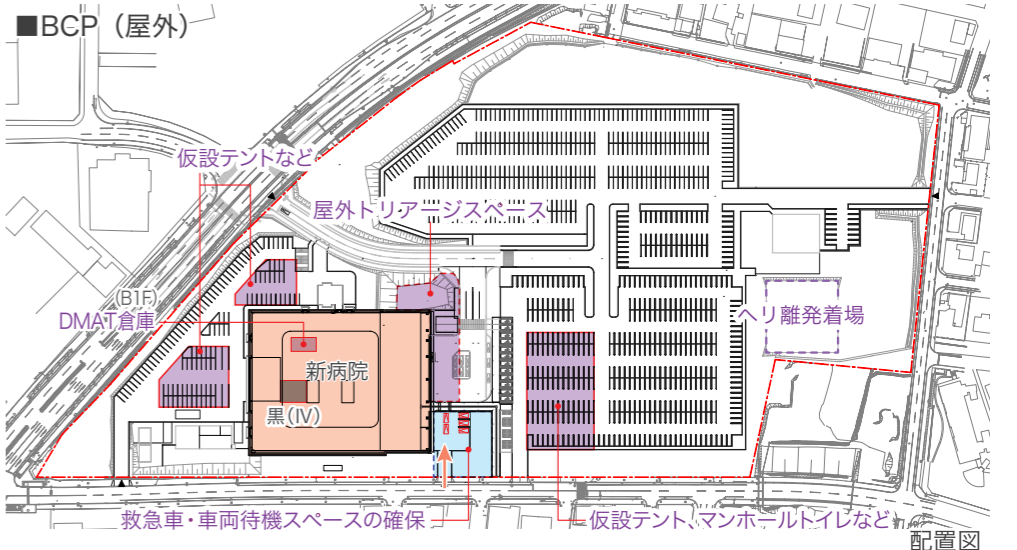 ■BCP（屋外）
仮設テントなど
屋外トリアージスペース
(B1F)
DMAT倉庫
ヘリ離発着場
新病院
黒(Ⅳ)
救急車・車両待機スペースの確保
仮設テント、マンホールトイレなど
配置図